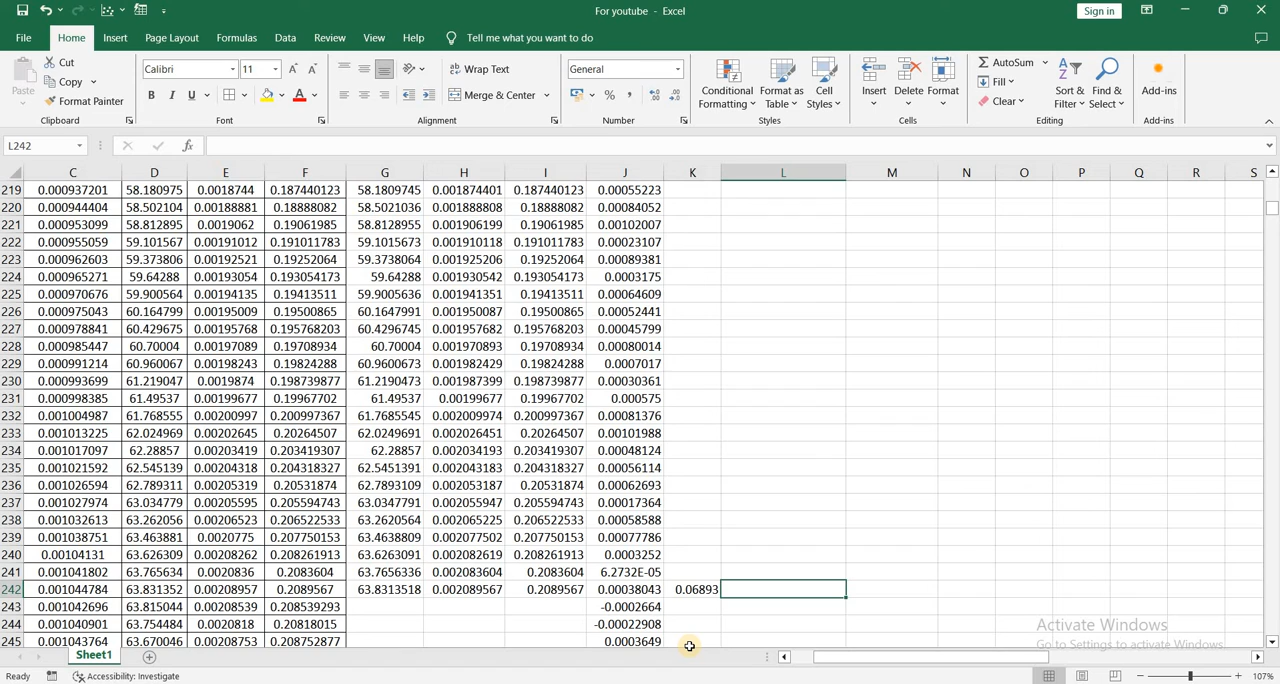 For youtube - Excel
Sign in
File Home Insert Page Layout Formulas Data Review View Help Tell me what you want to do
Paste Cut Copy Format Painter Clipboard
Calibri 11 B I U A Font
Wrap Text Merge & Center Alignment
General % , Number
Conditional Formatting Format as Table Cell Styles Styles
Insert Delete Format Cells
AutoSum Fill Clear Sort & Filter Find & Select Editing
Add-ins Add-ins
L242 fx
C D E F G H I J K L M N O P Q R S
219 0.000937201 58.180975 0.0018744 0.187440123 58.1809745 0.001874401 0.187440123 0.00055223
220 0.000944404 58.502104 0.00188881 0.18888082 58.5021036 0.001888808 0.18888082 0.00084052
221 0.000953099 58.812895 0.0019062 0.19061985 58.8128955 0.001906199 0.19061985 0.00102007
222 0.000955059 59.101567 0.00191012 0.191011783 59.1015673 0.001910118 0.191011783 0.00023107
223 0.000962603 59.373806 0.00192521 0.19252064 59.3738064 0.001925206 0.19252064 0.00089381
224 0.000965271 59.64288 0.00193054 0.193054173 59.64288 0.001930542 0.193054173 0.0003175
225 0.000970676 59.900564 0.00194135 0.19413511 59.9005636 0.001941351 0.19413511 0.00064609
226 0.000975043 60.164799 0.00195009 0.19500865 60.1647991 0.001950087 0.19500865 0.00052441
227 0.000978841 60.429675 0.00195768 0.195768203 60.4296745 0.001957682 0.195768203 0.00045799
228 0.000985447 60.70004 0.00197089 0.19708934 60.70004 0.001970893 0.19708934 0.00080014
229 0.000991214 60.960067 0.00198243 0.19824288 60.9600673 0.001982429 0.19824288 0.0007017
230 0.000993699 61.219047 0.0019874 0.198739877 61.2190473 0.001987399 0.198739877 0.00030361
231 0.000998385 61.49537 0.00199677 0.19967702 61.49537 0.00199677 0.19967702 0.000575
232 0.001004987 61.768555 0.00200997 0.200997367 61.7685545 0.002009974 0.200997367 0.00081376
233 0.001013225 62.024969 0.00202645 0.20264507 62.0249691 0.002026451 0.20264507 0.00101988
234 0.001017097 62.28857 0.00203419 0.203419307 62.28857 0.002034193 0.203419307 0.00048124
235 0.001021592 62.545139 0.00204318 0.204318327 62.5451391 0.002043183 0.204318327 0.00056114
236 0.001026594 62.789311 0.00205319 0.20531874 62.7893109 0.002053187 0.20531874 0.00062693
237 0.001027974 63.034779 0.00205595 0.205594743 63.0347791 0.002055947 0.205594743 0.00017364
238 0.001032613 63.262056 0.00206523 0.206522533 63.2620564 0.002065225 0.206522533 0.00058588
239 0.001038751 63.463881 0.0020775 0.207750153 63.4638809 0.002077502 0.207750153 0.00077786
240 0.00104131 63.626309 0.00208262 0.208261913 63.6263091 0.002082619 0.208261913 0.0003252
241 0.001041802 63.765634 0.0020836 0.2083604 63.7656336 0.002083604 0.2083604 6.2732E-05
242 0.001044784 63.831352 0.00208957 0.2089567 63.8313518 0.002089567 0.2089567 0.00038043 0.06893
243 0.001042696 63.815044 0.00208539 0.208539293 -0.0002664
244 0.001040901 63.754484 0.0020818 0.20818015 -0.00022908
245 0.001043764 63.670046 0.00208753 0.208752877 0.0003649
Activate Windows
Go to Settings to activate Windows.
Sheet1
Ready Accessibility: Investigate 107%